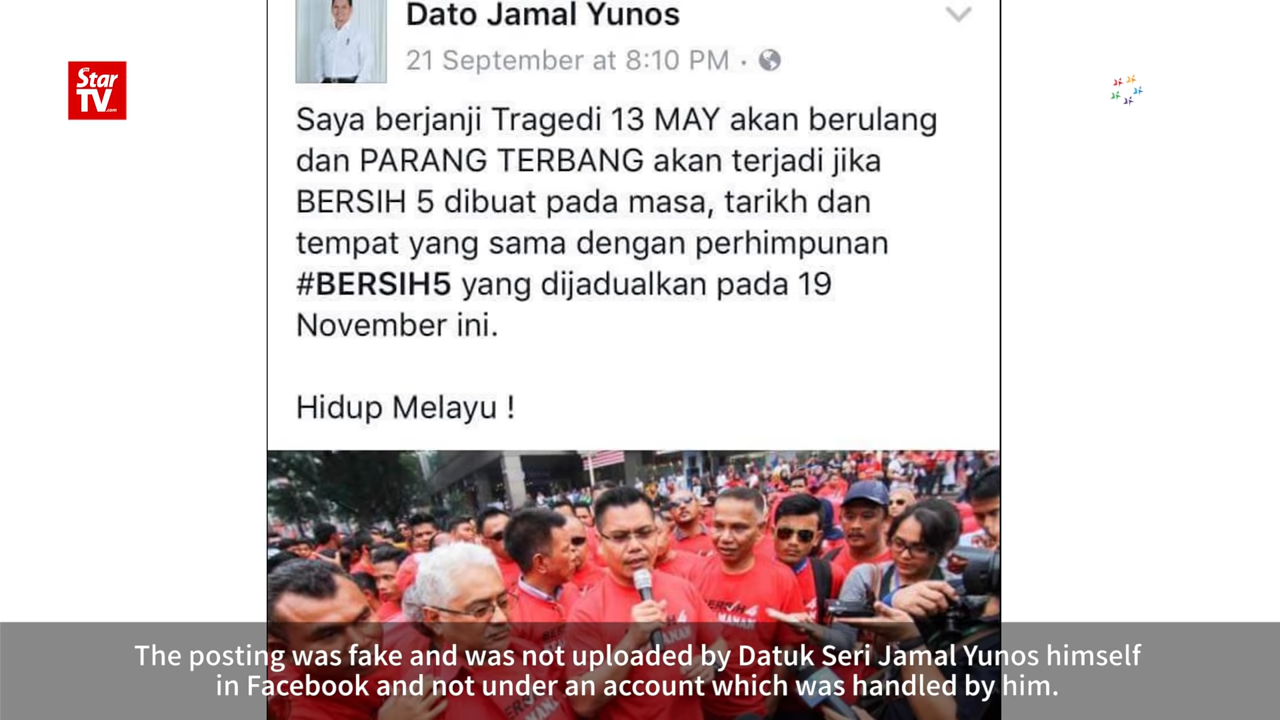 Star
TV.com
Dato Jamal Yunos
21 September at 8:10 PM ·
Saya berjanji Tragedi 13 MAY akan berulang
dan PARANG TERBANG akan terjadi jika
BERSIH 5 dibuat pada masa, tarikh dan
tempat yang sama dengan perhimpunan
#BERSIH5 yang dijadualkan pada 19
November ini.
Hidup Melayu !
The posting was fake and was not uploaded by Datuk Seri Jamal Yunos himself
in Facebook and not under an account which was handled by him.